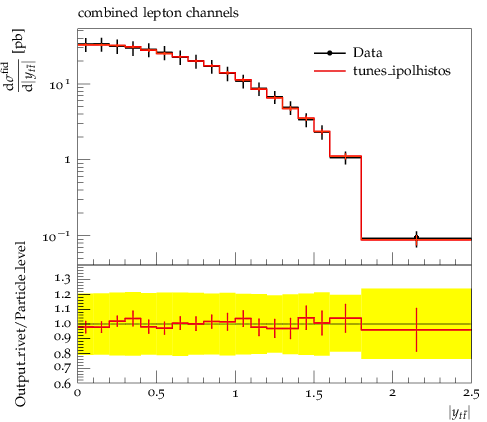 combined lepton channels
dσ^fid
d|y_tt̄| [pb]
Data
tunes_ipolhistos
10^1
1
10^−1
Output_rivet/Particle_level
1.3
1.2
1.1
1.0
0.9
0.8
0.7
0.6
0 0.5 1 1.5 2 2.5
|y_tt̄|